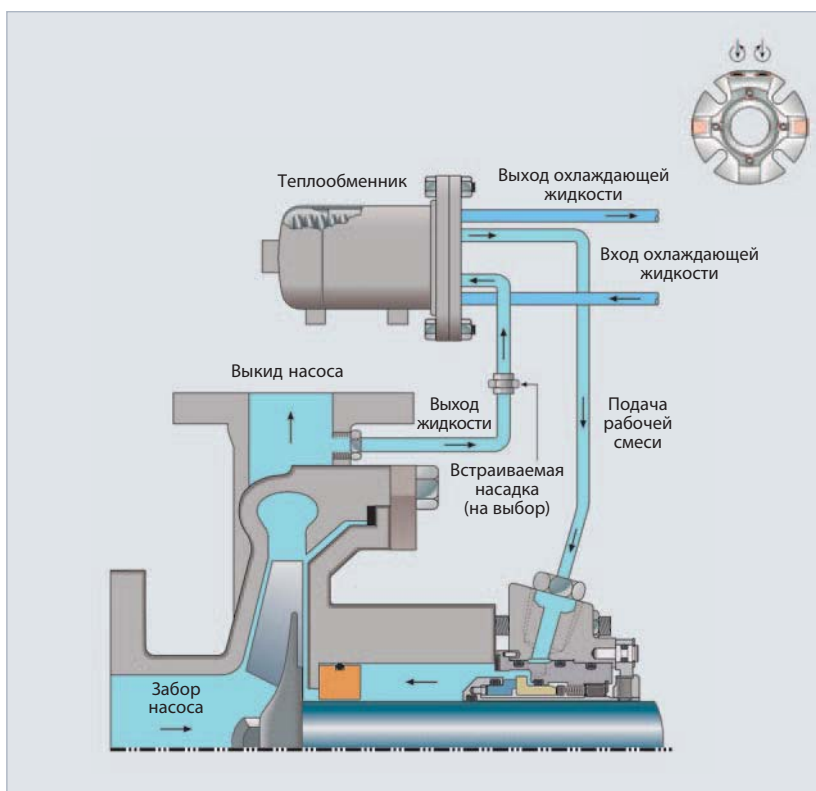 Теплообменник
Выход охлаждающей
жидкости
Вход охлаждающей
жидкости
Выкид насоса
Выход
жидкости
Подача
рабочей
смеси
Встраиваемая
насадка
(на выбор)
Забор
насоса